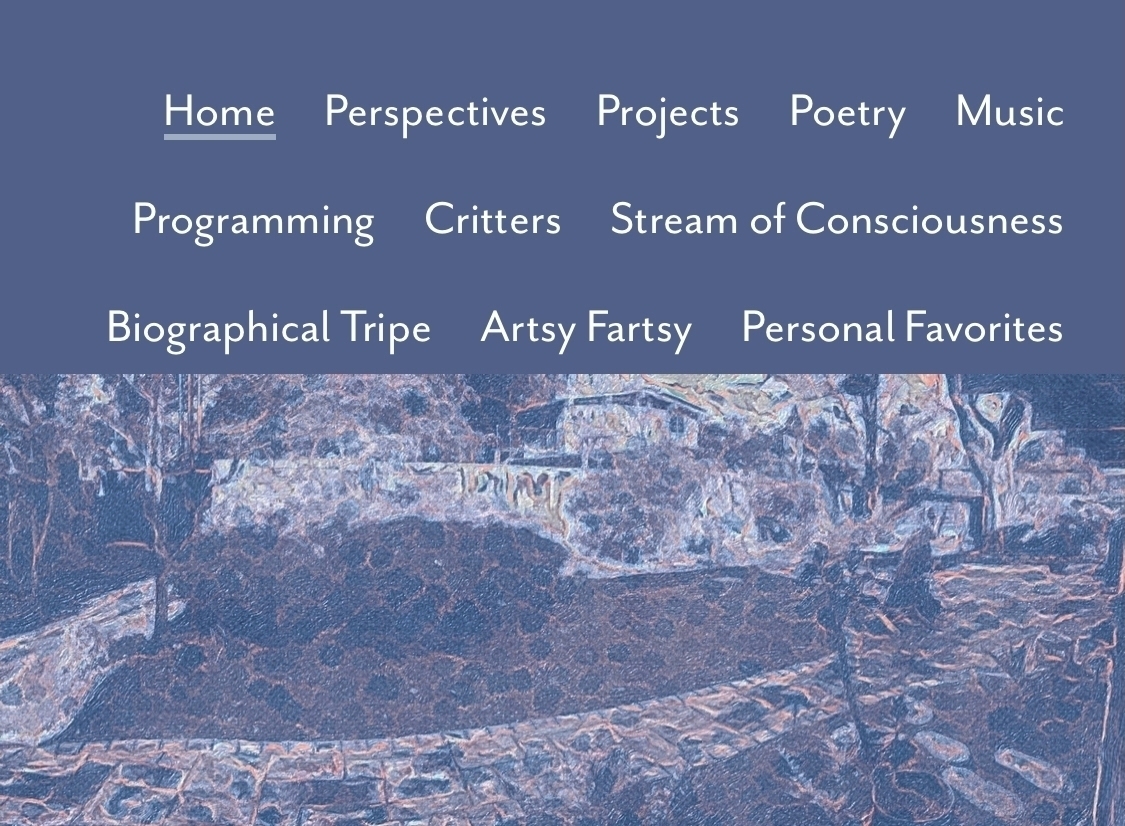 Home Perspectives Projects Poetry Music
Programming Critters Stream of Consciousness
Biographical Tripe Artsy Fartsy Personal Favorites